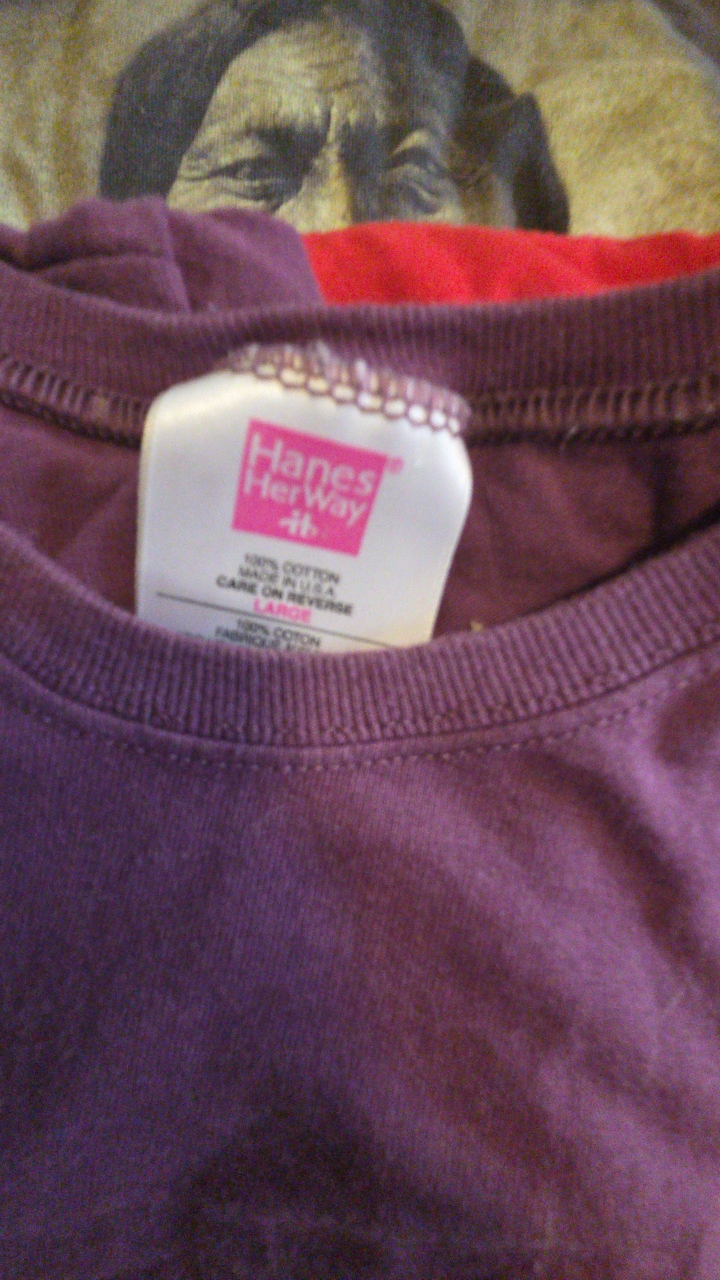 Hanes®
HerWay
100% COTTON
MADE IN U.S.A.
CARE ON REVERSE
LARGE
100% COTON